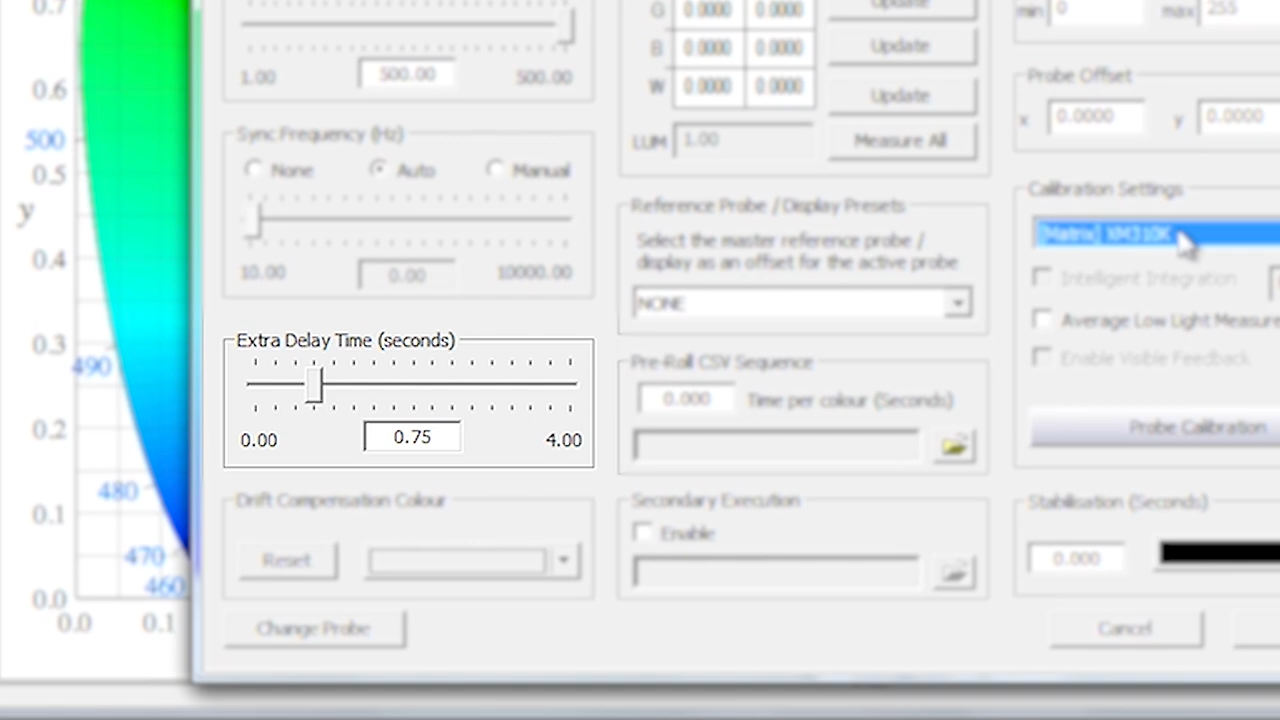 0.7
0.6
500
0.5
y
0.4
0.3
490
0.2
480
0.1
470
460
0.0
0.0 0.1
1.00 500.00 500.00
Sync Frequency (Hz)
None Auto Manual
10.00 0.00 10000.00
Extra Delay Time (seconds)
0.00 0.75 4.00
Drift Compensation Colour
Reset
Change Probe
G 0.0000 0.0000 Update
B 0.0000 0.0000 Update
W 0.0000 0.0000 Update
LUM 1.00 Measure All
Reference Probe / Display Presets
Select the master reference probe /
display as an offset for the active probe
NONE
Pre-Roll CSV Sequence
0.000 Time per colour (Seconds)
Secondary Execution
Enable
min 0 max 255
Probe Offset
x 0.0000 y 0.0000
Calibration Settings
[Matrix] XM310K
Intelligent Integration
Average Low Light Measure
Enable Visible Feedback
Probe Calibration
Stabilisation (Seconds)
0.000
Cancel